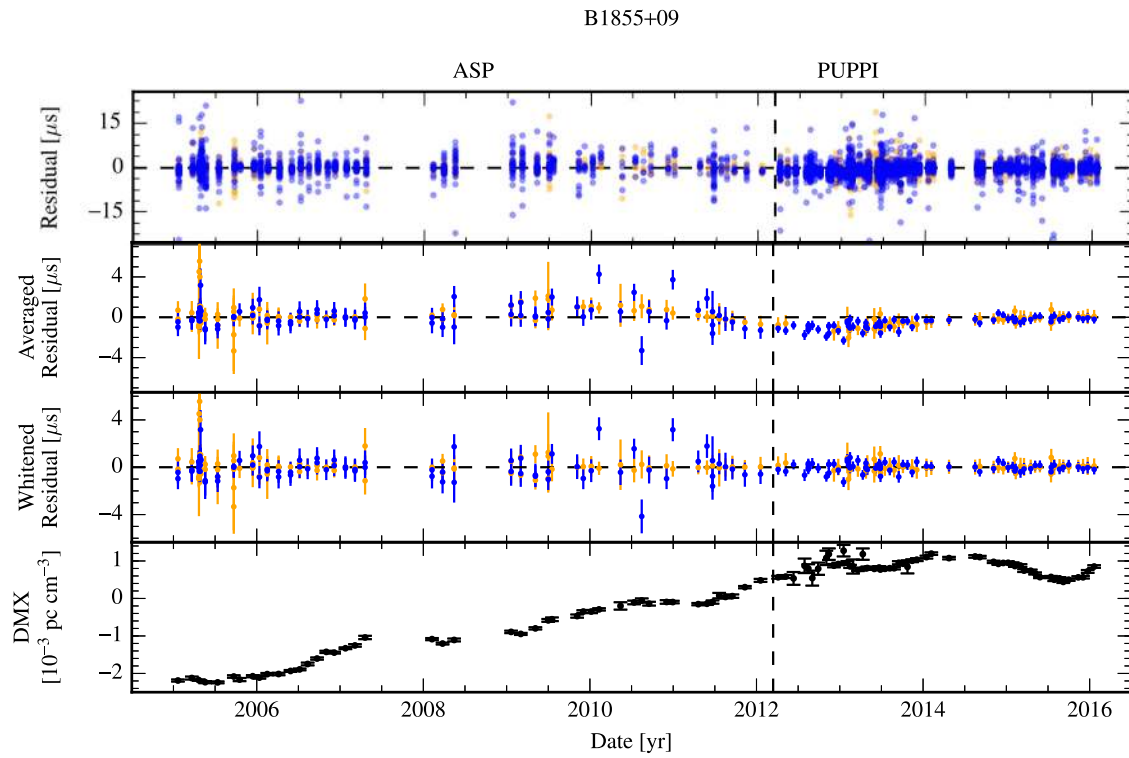 B1855+09
ASP PUPPI
Residual [μs]
15
0
−15
Averaged
Residual [μs]
4
0
−4
Whitened
Residual [μs]
4
0
−4
DMX
[10⁻³ pc cm⁻³]
1
0
−1
−2
2006 2008 2010 2012 2014 2016
Date [yr]